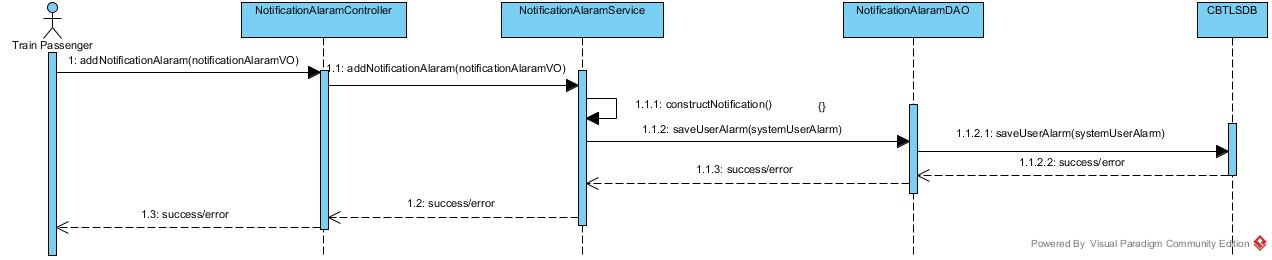 NotificationAlaramController
NotificationAlaramService
NotificationAlaramDAO
CBTLSDB
Train Passenger
1: addNotificationAlaram(notificationAlaramVO)
1.1: addNotificationAlaram(notificationAlaramVO)
1.1.1: constructNotification()
{}
1.1.2: saveUserAlarm(systemUserAlarm)
1.1.2.1: saveUserAlarm(systemUserAlarm)
1.1.2.2: success/error
1.1.3: success/error
1.2: success/error
1.3: success/error
Powered By Visual Paradigm Community Edition